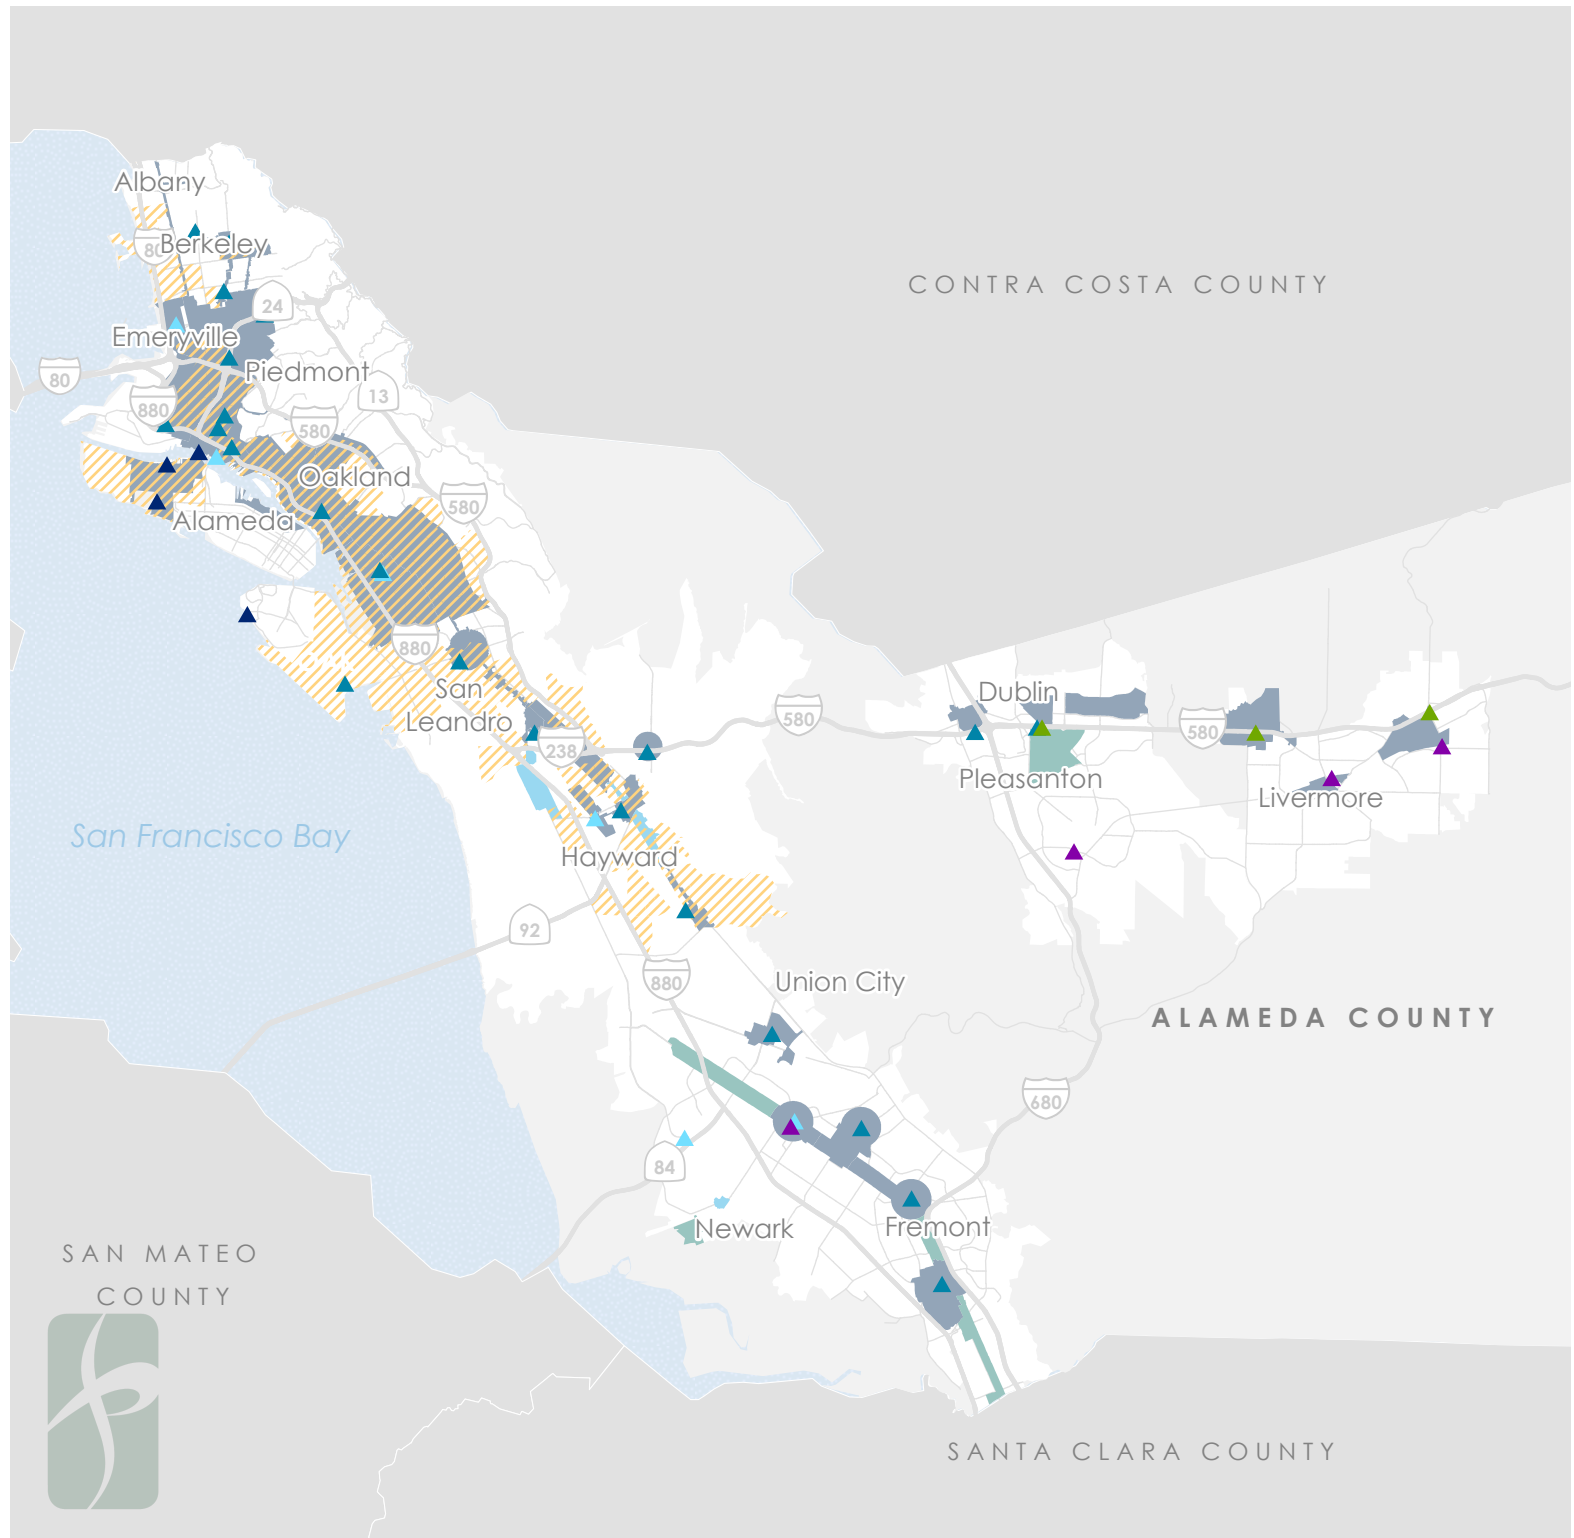 Albany
80
Berkeley
CONTRA COSTA COUNTY
24
Emeryville
Piedmont
80
13
880
580
Oakland
580
Alameda
880
San
Leandro
Dublin
580
580
238
Pleasanton
Livermore
San Francisco Bay
Hayward
92
880
Union City
ALAMEDA COUNTY
680
84
Newark
Fremont
SAN MATEO
COUNTY
SANTA CLARA COUNTY